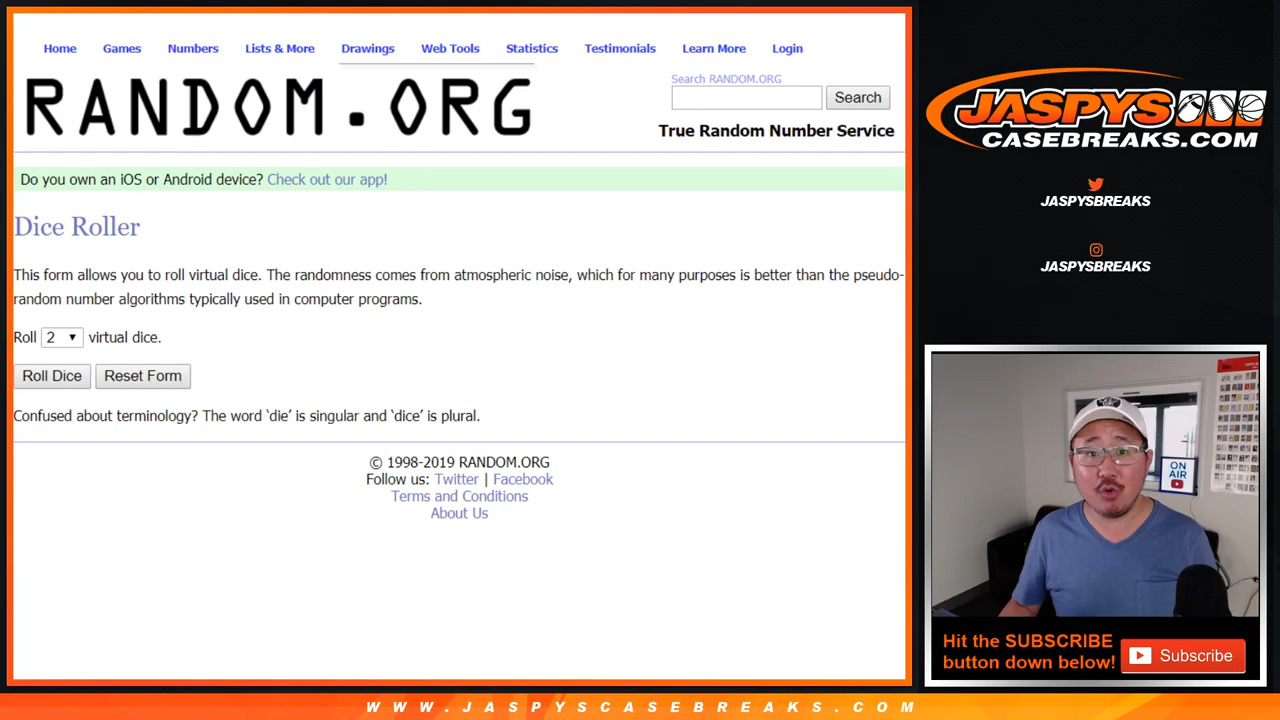 Home Games Numbers Lists & More Drawings Web Tools Statistics Testimonials Learn More Login
RANDOM.ORG
Search RANDOM.ORG
Search
True Random Number Service
Do you own an iOS or Android device? Check out our app!
Dice Roller
This form allows you to roll virtual dice. The randomness comes from atmospheric noise, which for many purposes is better than the pseudo-
random number algorithms typically used in computer programs.
Roll 2 virtual dice.
Roll Dice Reset Form
Confused about terminology? The word ‘die’ is singular and ‘dice’ is plural.
© 1998-2019 RANDOM.ORG
Follow us: Twitter | Facebook
Terms and Conditions
About Us
JASPYS
CASEBREAKS.COM
JASPYSBREAKS
JASPYSBREAKS
ON
AIR
Hit the SUBSCRIBE
button down below!
Subscribe
WWW.JASPYSCASEBREAKS.COM